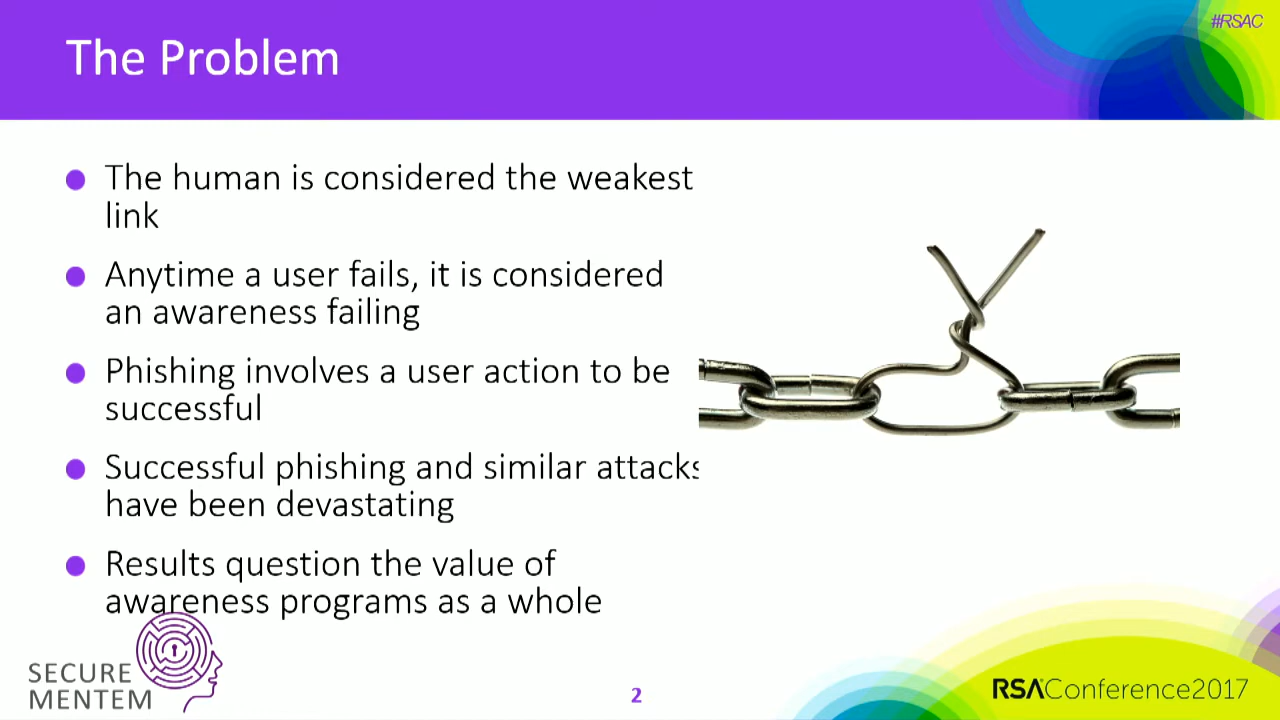 #RSAC
The Problem
The human is considered the weakest
link
Anytime a user fails, it is considered
an awareness failing
Phishing involves a user action to be
successful
Successful phishing and similar attacks
have been devastating
Results question the value of
awareness programs as a whole
SECURE
MENTEM
2
RSAConference2017